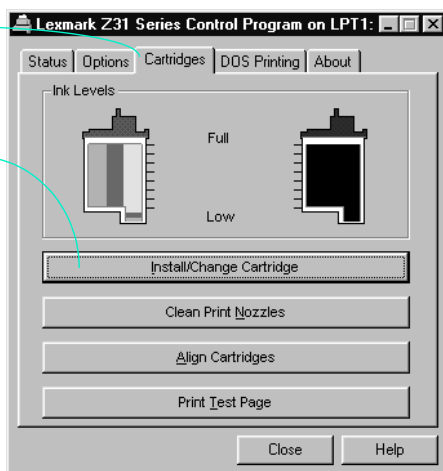 Lexmark Z31 Series Control Program on LPT1:
Status Options Cartridges DOS Printing About
Ink Levels
Full
Low
Install/Change Cartridge
Clean Print Nozzles
Align Cartridges
Print Test Page
Close Help